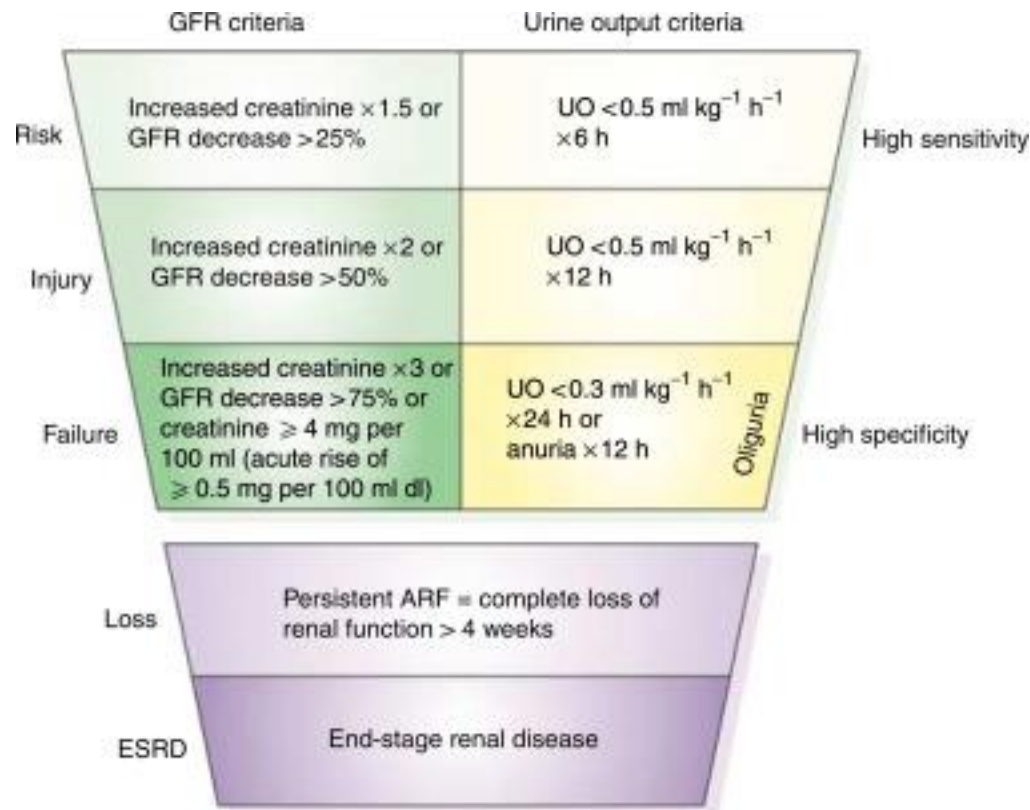 GFR criteria
Urine output criteria
Risk
Increased creatinine ×1.5 or
GFR decrease >25%
UO <0.5 ml kg⁻¹ h⁻¹
×6 h
High sensitivity
Injury
Increased creatinine ×2 or
GFR decrease >50%
UO <0.5 ml kg⁻¹ h⁻¹
×12 h
Failure
Increased creatinine ×3 or
GFR decrease >75% or
creatinine ⩾ 4 mg per
100 ml (acute rise of
⩾ 0.5 mg per 100 ml dl)
UO <0.3 ml kg⁻¹ h⁻¹
×24 h or
anuria ×12 h
Oliguria
High specificity
Loss
Persistent ARF = complete loss of
renal function > 4 weeks
ESRD
End-stage renal disease